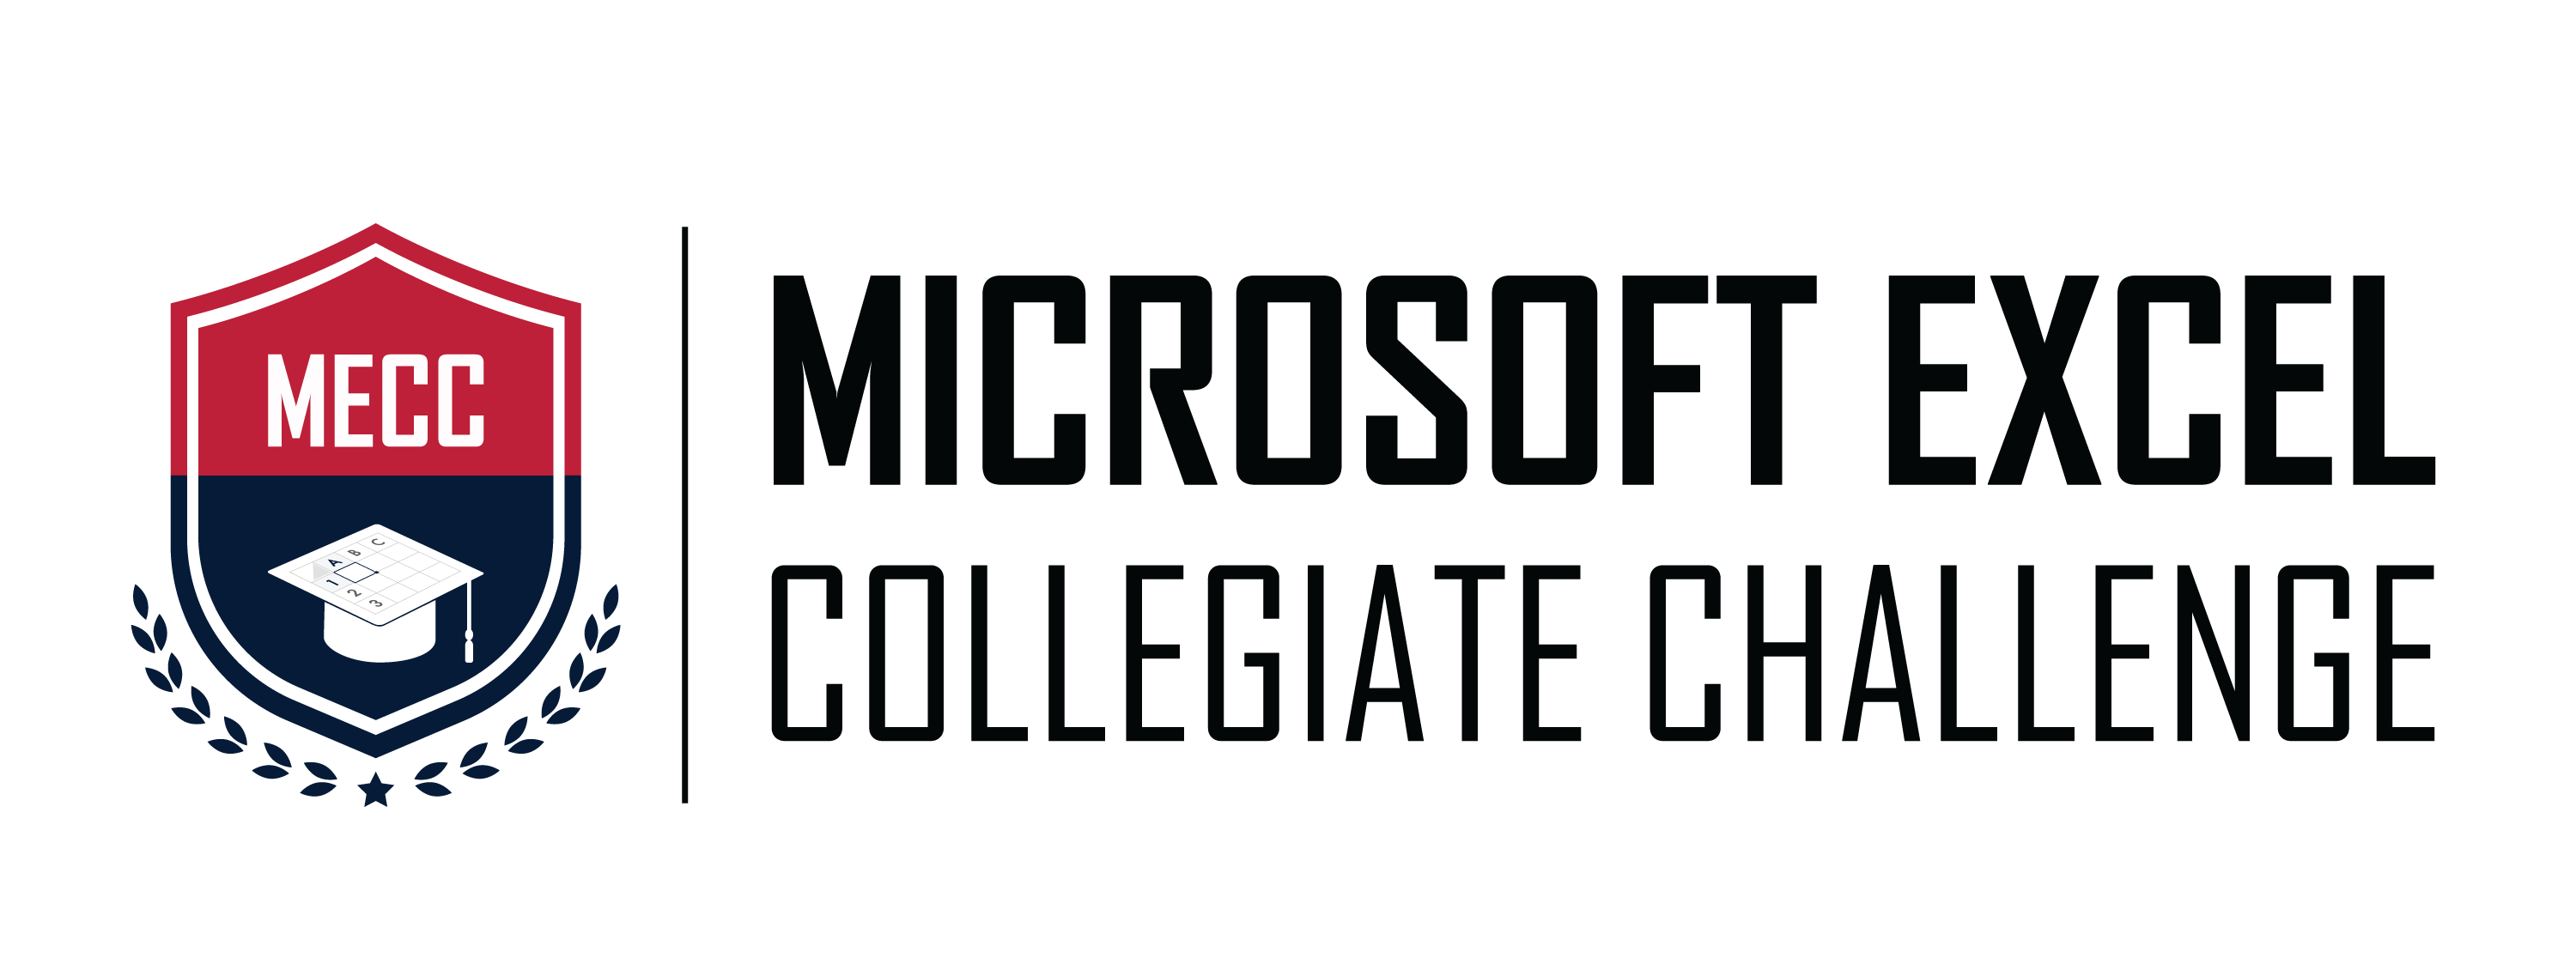 MECC
A B C
1
2
3
MICROSOFT EXCEL
COLLEGIATE CHALLENGE